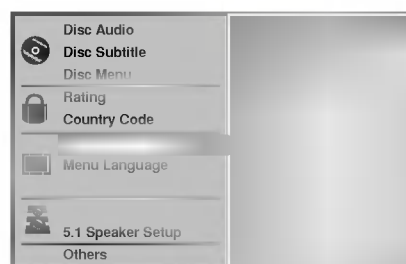 Disc Audio
Disc Subtitle
Disc Menu
Rating
Country Code
Menu Language
5.1 Speaker Setup
Others